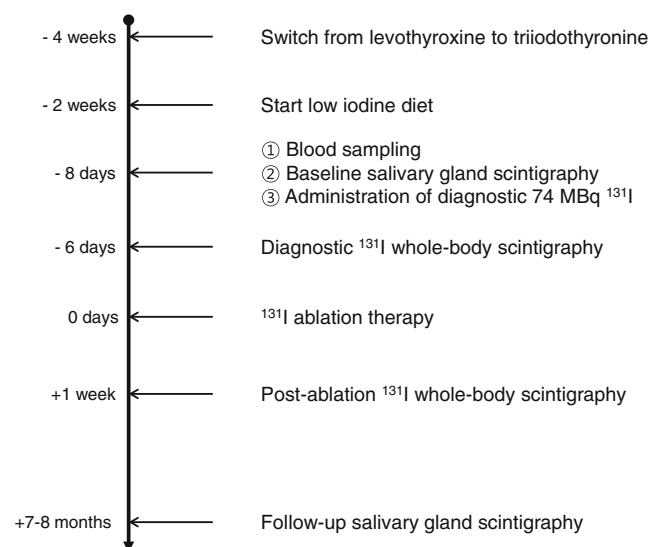 - 4 weeks Switch from levothyroxine to triiodothyronine
- 2 weeks Start low iodine diet
① Blood sampling
- 8 days ② Baseline salivary gland scintigraphy
③ Administration of diagnostic 74 MBq ¹³¹I
- 6 days Diagnostic ¹³¹I whole-body scintigraphy
0 days ¹³¹I ablation therapy
+1 week Post-ablation ¹³¹I whole-body scintigraphy
+7-8 months Follow-up salivary gland scintigraphy